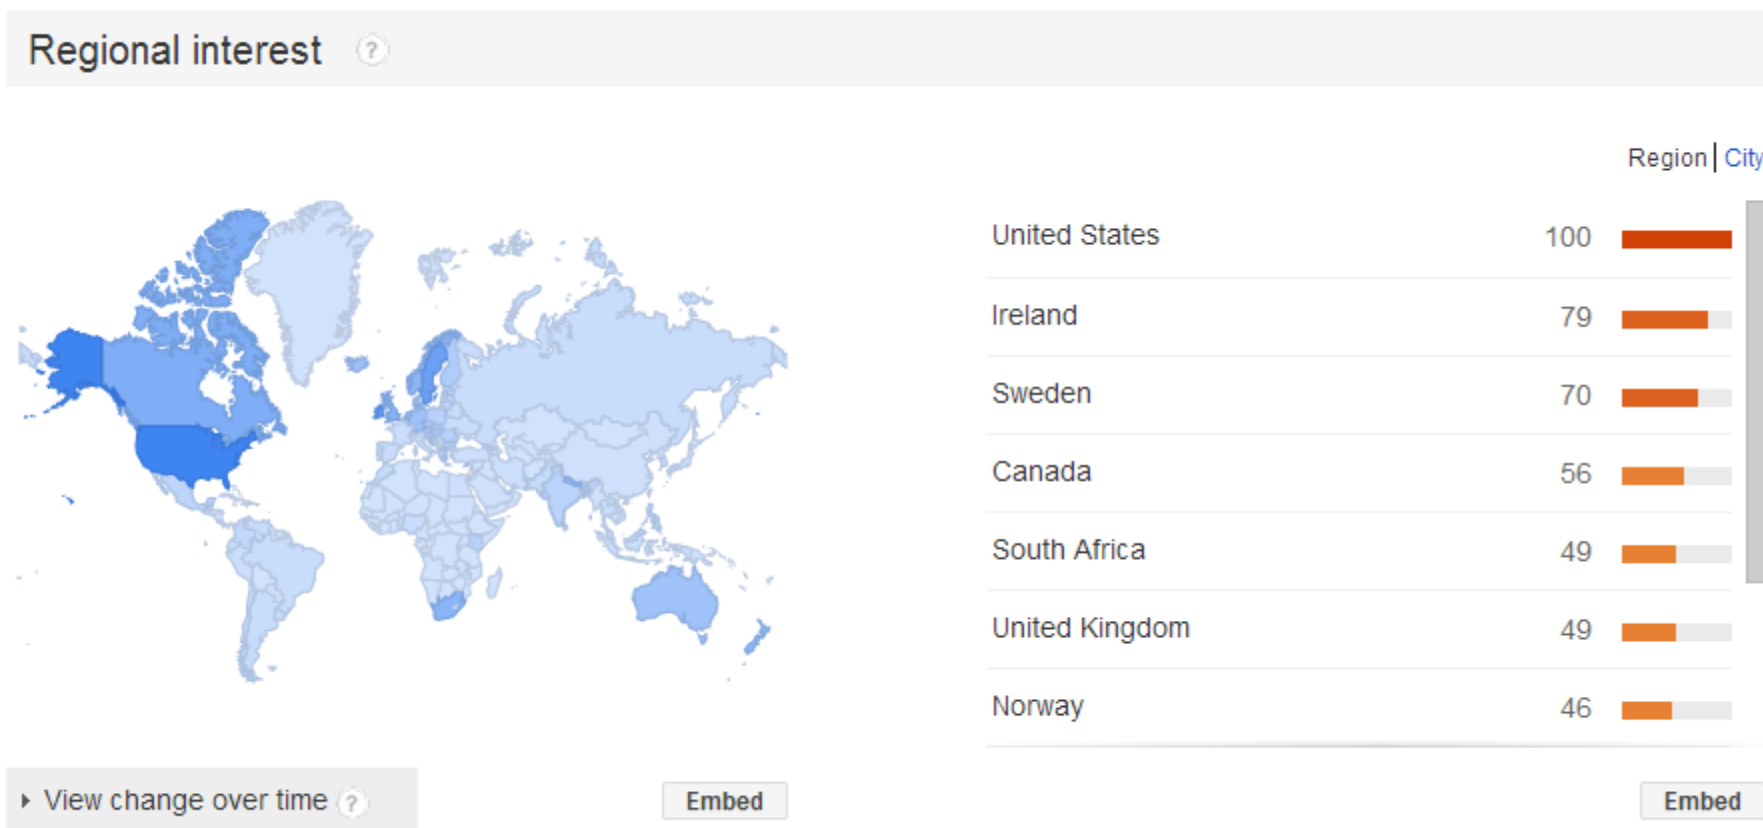 Regional interest ?
Region | City
United States 100
Ireland 79
Sweden 70
Canada 56
South Africa 49
United Kingdom 49
Norway 46
View change over time ?
Embed
Embed